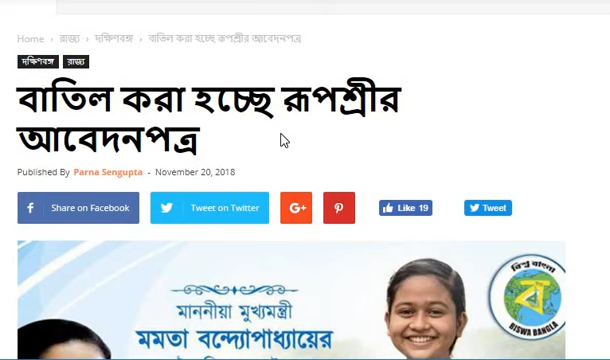 Home › রাজ্য › দক্ষিণবঙ্গ › বাতিল করা হচ্ছে রূপশ্রীর আবেদনপত্র
দক্ষিণবঙ্গ রাজ্য
বাতিল করা হচ্ছে রূপশ্রীর
আবেদনপত্র
Published By Parna Sengupta - November 20, 2018
Share on Facebook Tweet on Twitter G+ Like 19 Tweet
বিশ্ব বাংলা
ব
BISWA BANGLA
মাননীয়া মুখ্যমন্ত্রী
মমতা বন্দ্যোপাধ্যায়ের